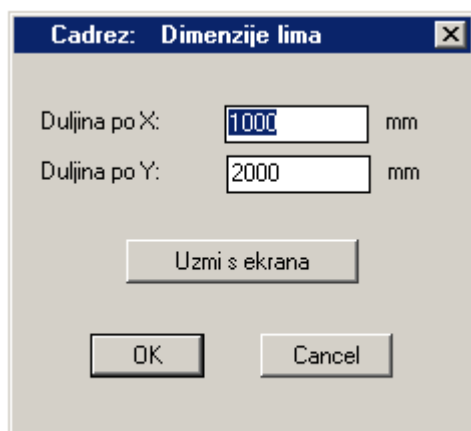 Cadrez: Dimenzije lima
Duljina po X: 1000 mm
Duljina po Y: 2000 mm
Uzmi s ekrana
OK Cancel